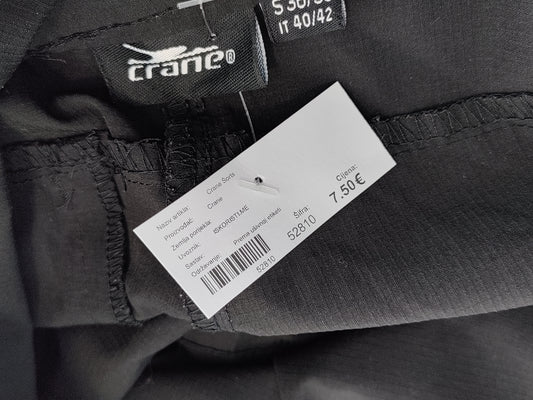 crane®
S 36/38
IT 40/42
Naziv artikla: Crane Sorts
Proizvođač: Crane
Zemlja porijekla:
Uvoznik: ISKORISTI.ME
Sastav:
Održavanje: Prema ušivnoj etiketi
52810
Šifra:
52810
Cijena:
7.50€